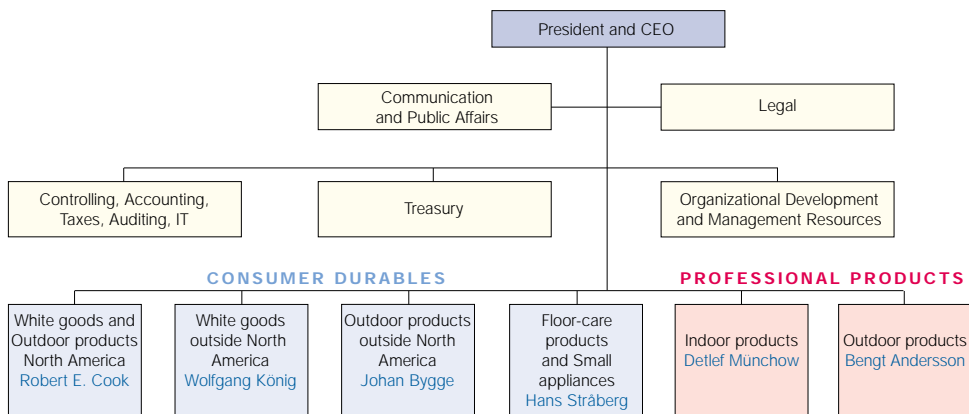 President and CEO
Communication
and Public Affairs
Legal
Controlling, Accounting,
Taxes, Auditing, IT
Treasury
Organizational Development
and Management Resources
CONSUMER DURABLES
PROFESSIONAL PRODUCTS
White goods and
Outdoor products
North America
Robert E. Cook
White goods
outside North
America
Wolfgang König
Outdoor products
outside North
America
Johan Bygge
Floor-care
products
and Small
appliances
Hans Stråberg
Indoor products
Detlef Münchow
Outdoor products
Bengt Andersson